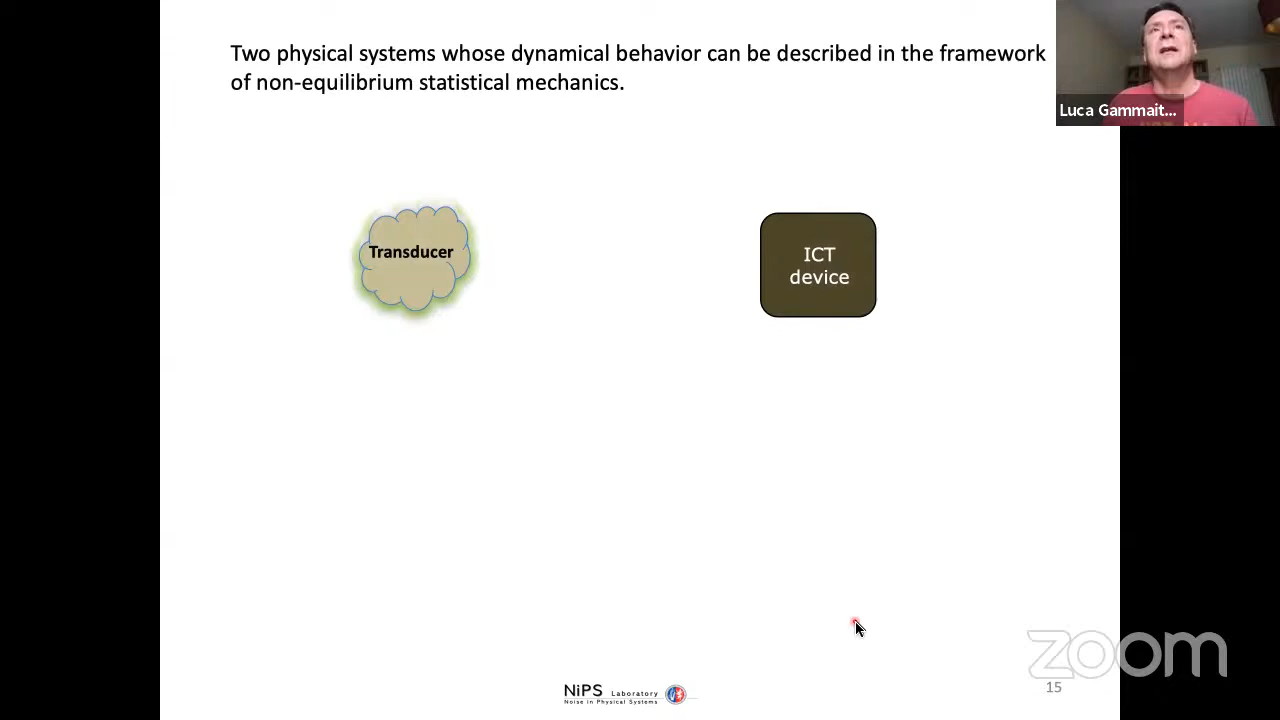 Two physical systems whose dynamical behavior can be described in the framework
of non-equilibrium statistical mechanics.
Luca Gammait...
Transducer
ICT
device
zoom
15
NiPS Laboratory
Noise in Physical Systems